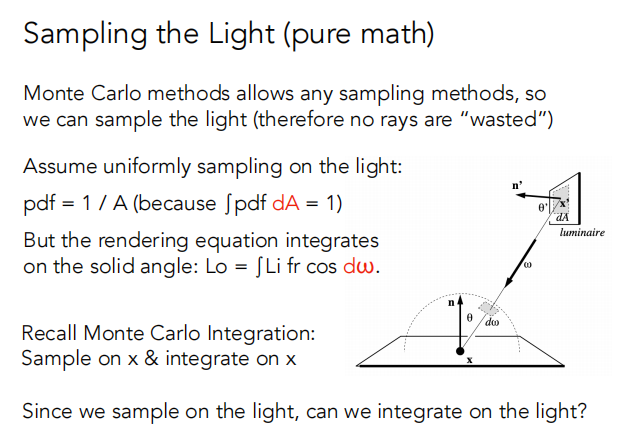 Sampling the Light (pure math)
Monte Carlo methods allows any sampling methods, so
we can sample the light (therefore no rays are “wasted”)
Assume uniformly sampling on the light:
pdf = 1 / A (because ∫pdf dA = 1)
But the rendering equation integrates
on the solid angle: Lo = ∫Li fr cos dω.
Recall Monte Carlo Integration:
Sample on x & integrate on x
n'
θ'
x'
dA
luminaire
ω
n
θ
dω
x
Since we sample on the light, can we integrate on the light?